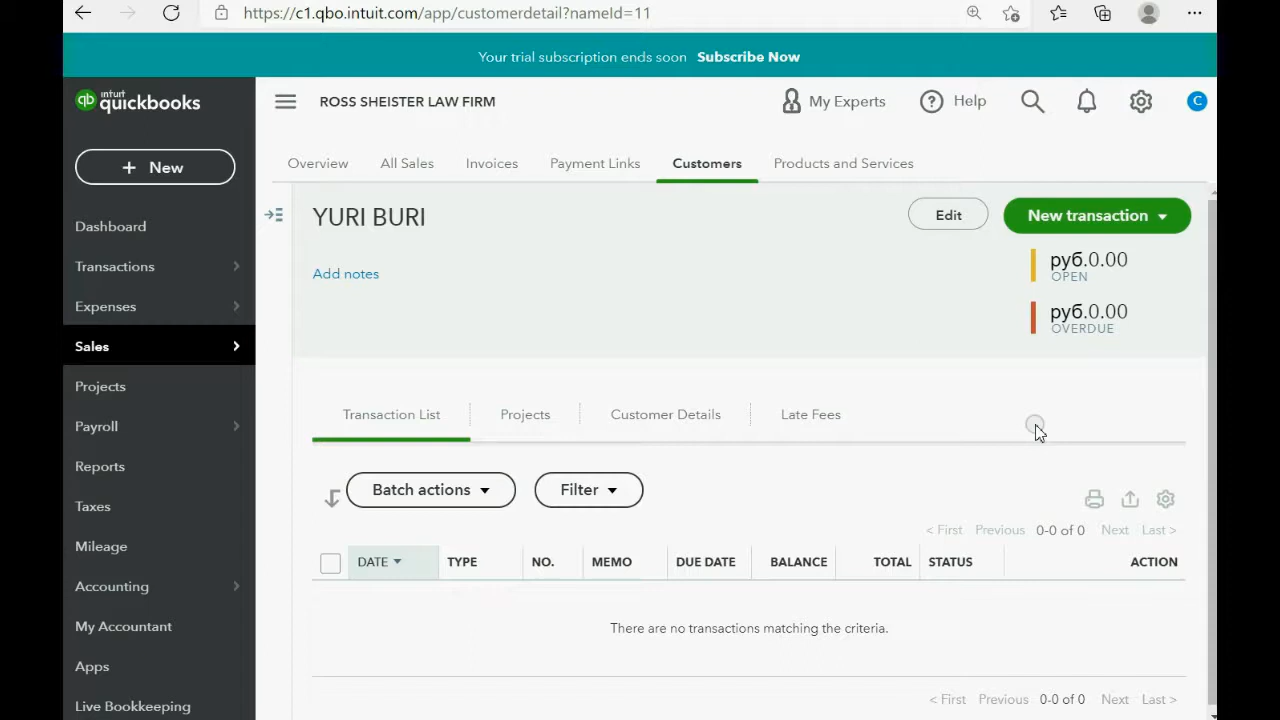 https://c1.qbo.intuit.com/app/customerdetail?nameId=11
Your trial subscription ends soon Subscribe Now
qb intuit quickbooks
ROSS SHEISTER LAW FIRM
My Experts
Help
C
+ New
Overview
All Sales
Invoices
Payment Links
Customers
Products and Services
Dashboard
Transactions
Expenses
Sales
Projects
Payroll
Reports
Taxes
Mileage
Accounting
My Accountant
Apps
Live Bookkeeping
YURI BURI
Edit
New transaction
Add notes
руб.0.00
OPEN
руб.0.00
OVERDUE
Transaction List
Projects
Customer Details
Late Fees
Batch actions
Filter
< First Previous 0-0 of 0 Next Last >
DATE TYPE NO. MEMO DUE DATE BALANCE TOTAL STATUS ACTION
There are no transactions matching the criteria.
< First Previous 0-0 of 0 Next Last >